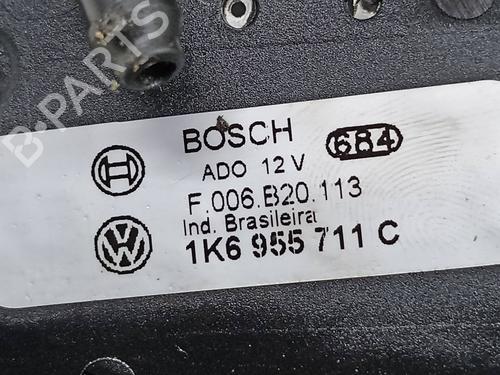 BOSCH 684
ADO 12 V
F.006.B20.113
Ind. Brasileira
1K6 955 711 C
B-PARTS